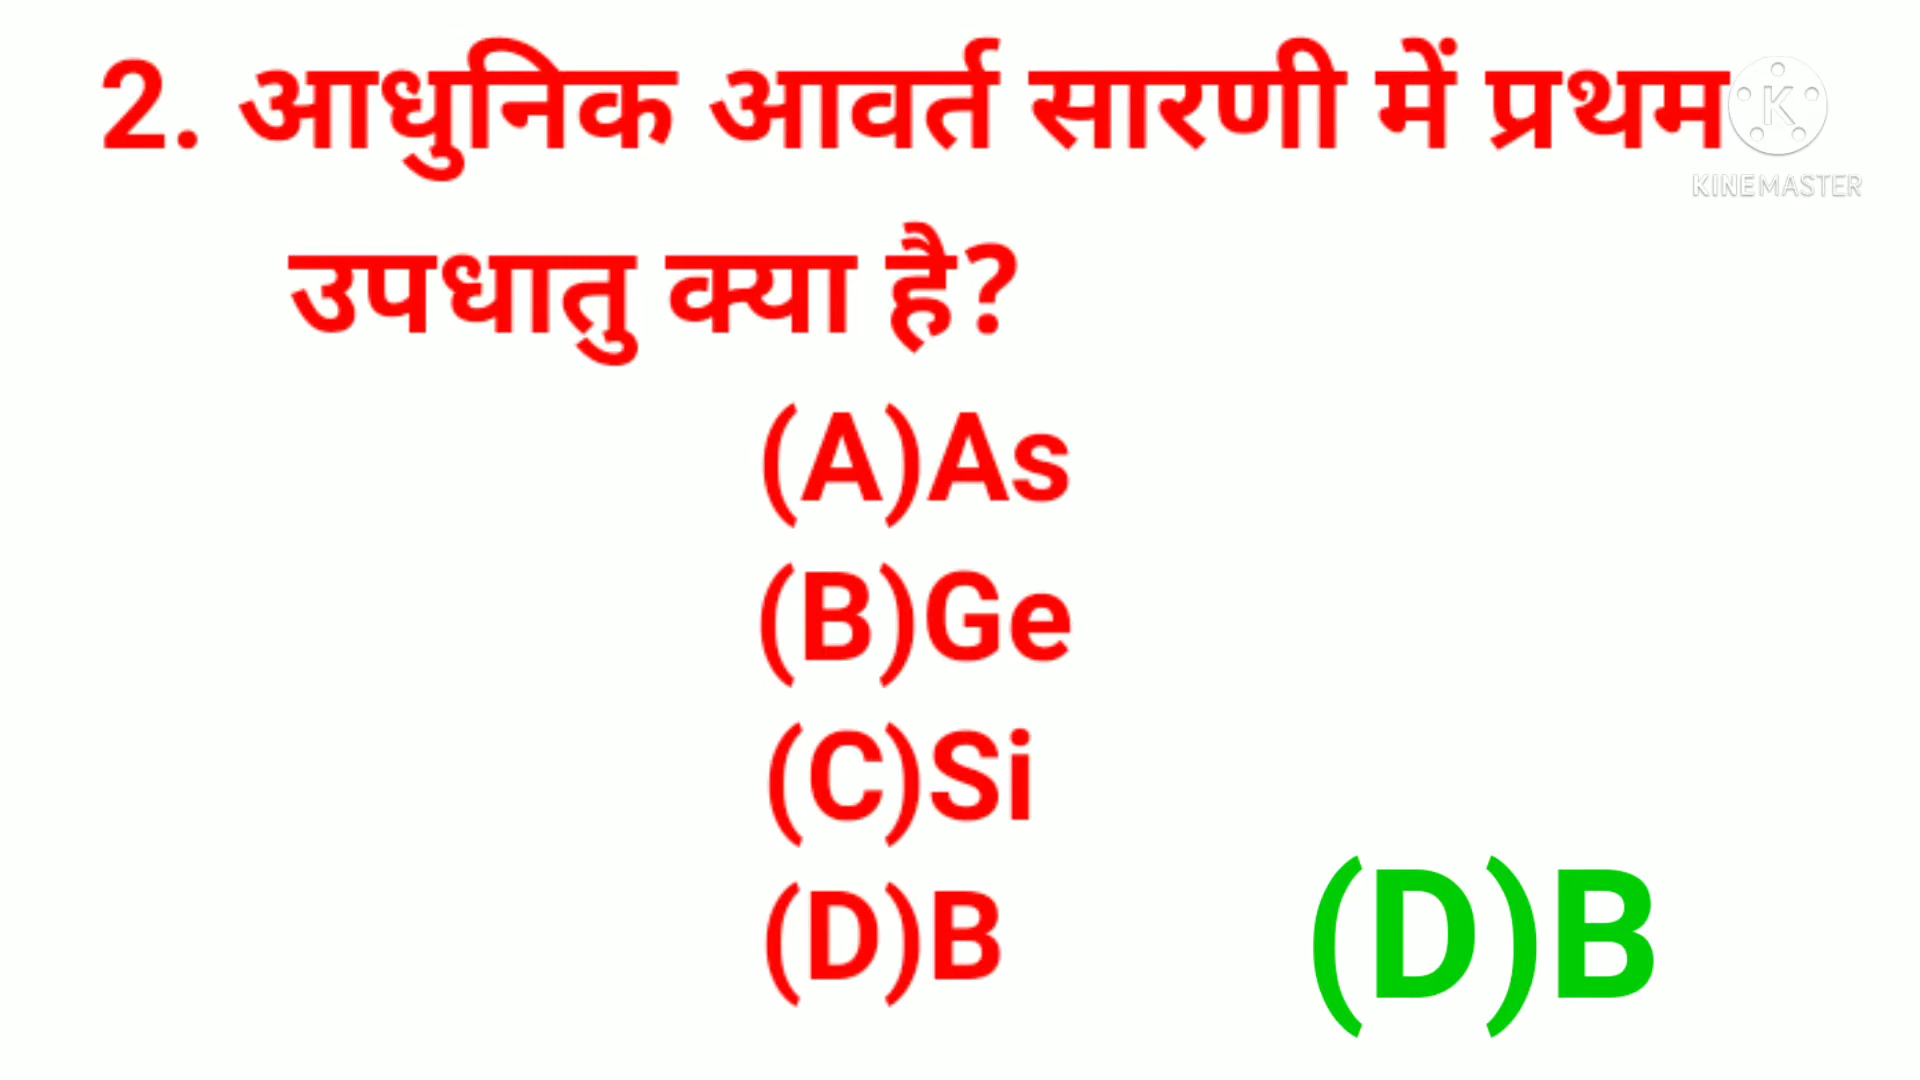 2. आधुनिक आवर्त सारणी में प्रथम
K
KINEMASTER
उपधातु क्या है?
(A)As
(B)Ge
(C)Si
(D)B
(D)B